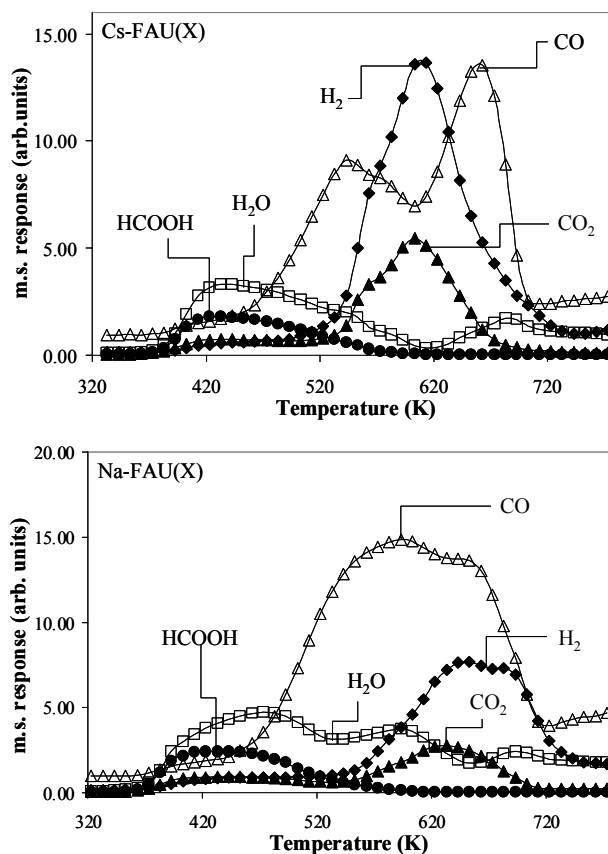 Cs-FAU(X)
15.00
10.00
5.00
0.00
m.s. response (arb.units)
H2
CO
HCOOH
H2O
CO2
320
420
520
620
720
Temperature (K)
Na-FAU(X)
20.00
15.00
10.00
5.00
0.00
m.s. response (arb. units)
CO
HCOOH
H2O
CO2
H2
320
420
520
620
720
Temperature (K)